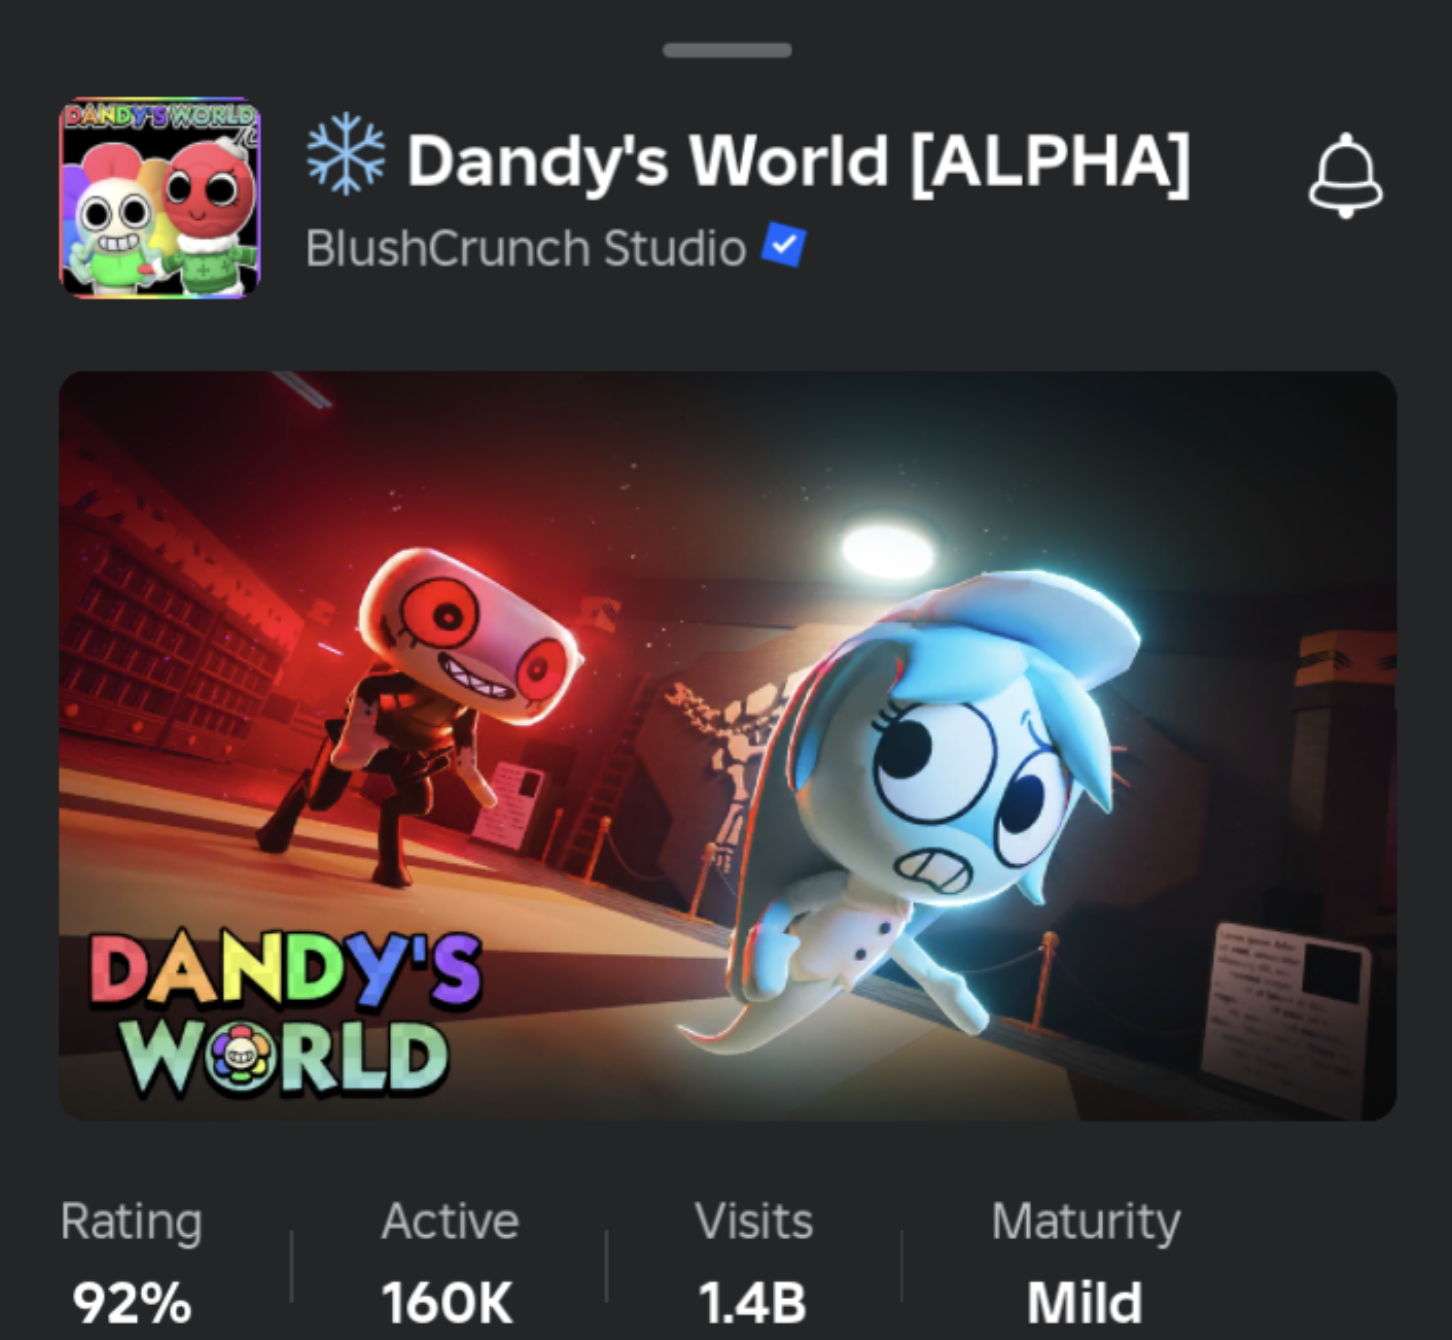 DANDY'S WORLD
❄ Dandy's World [ALPHA]
BlushCrunch Studio
DANDY'S
WORLD
Rating
Active
Visits
Maturity
92%
160K
1.4B
Mild